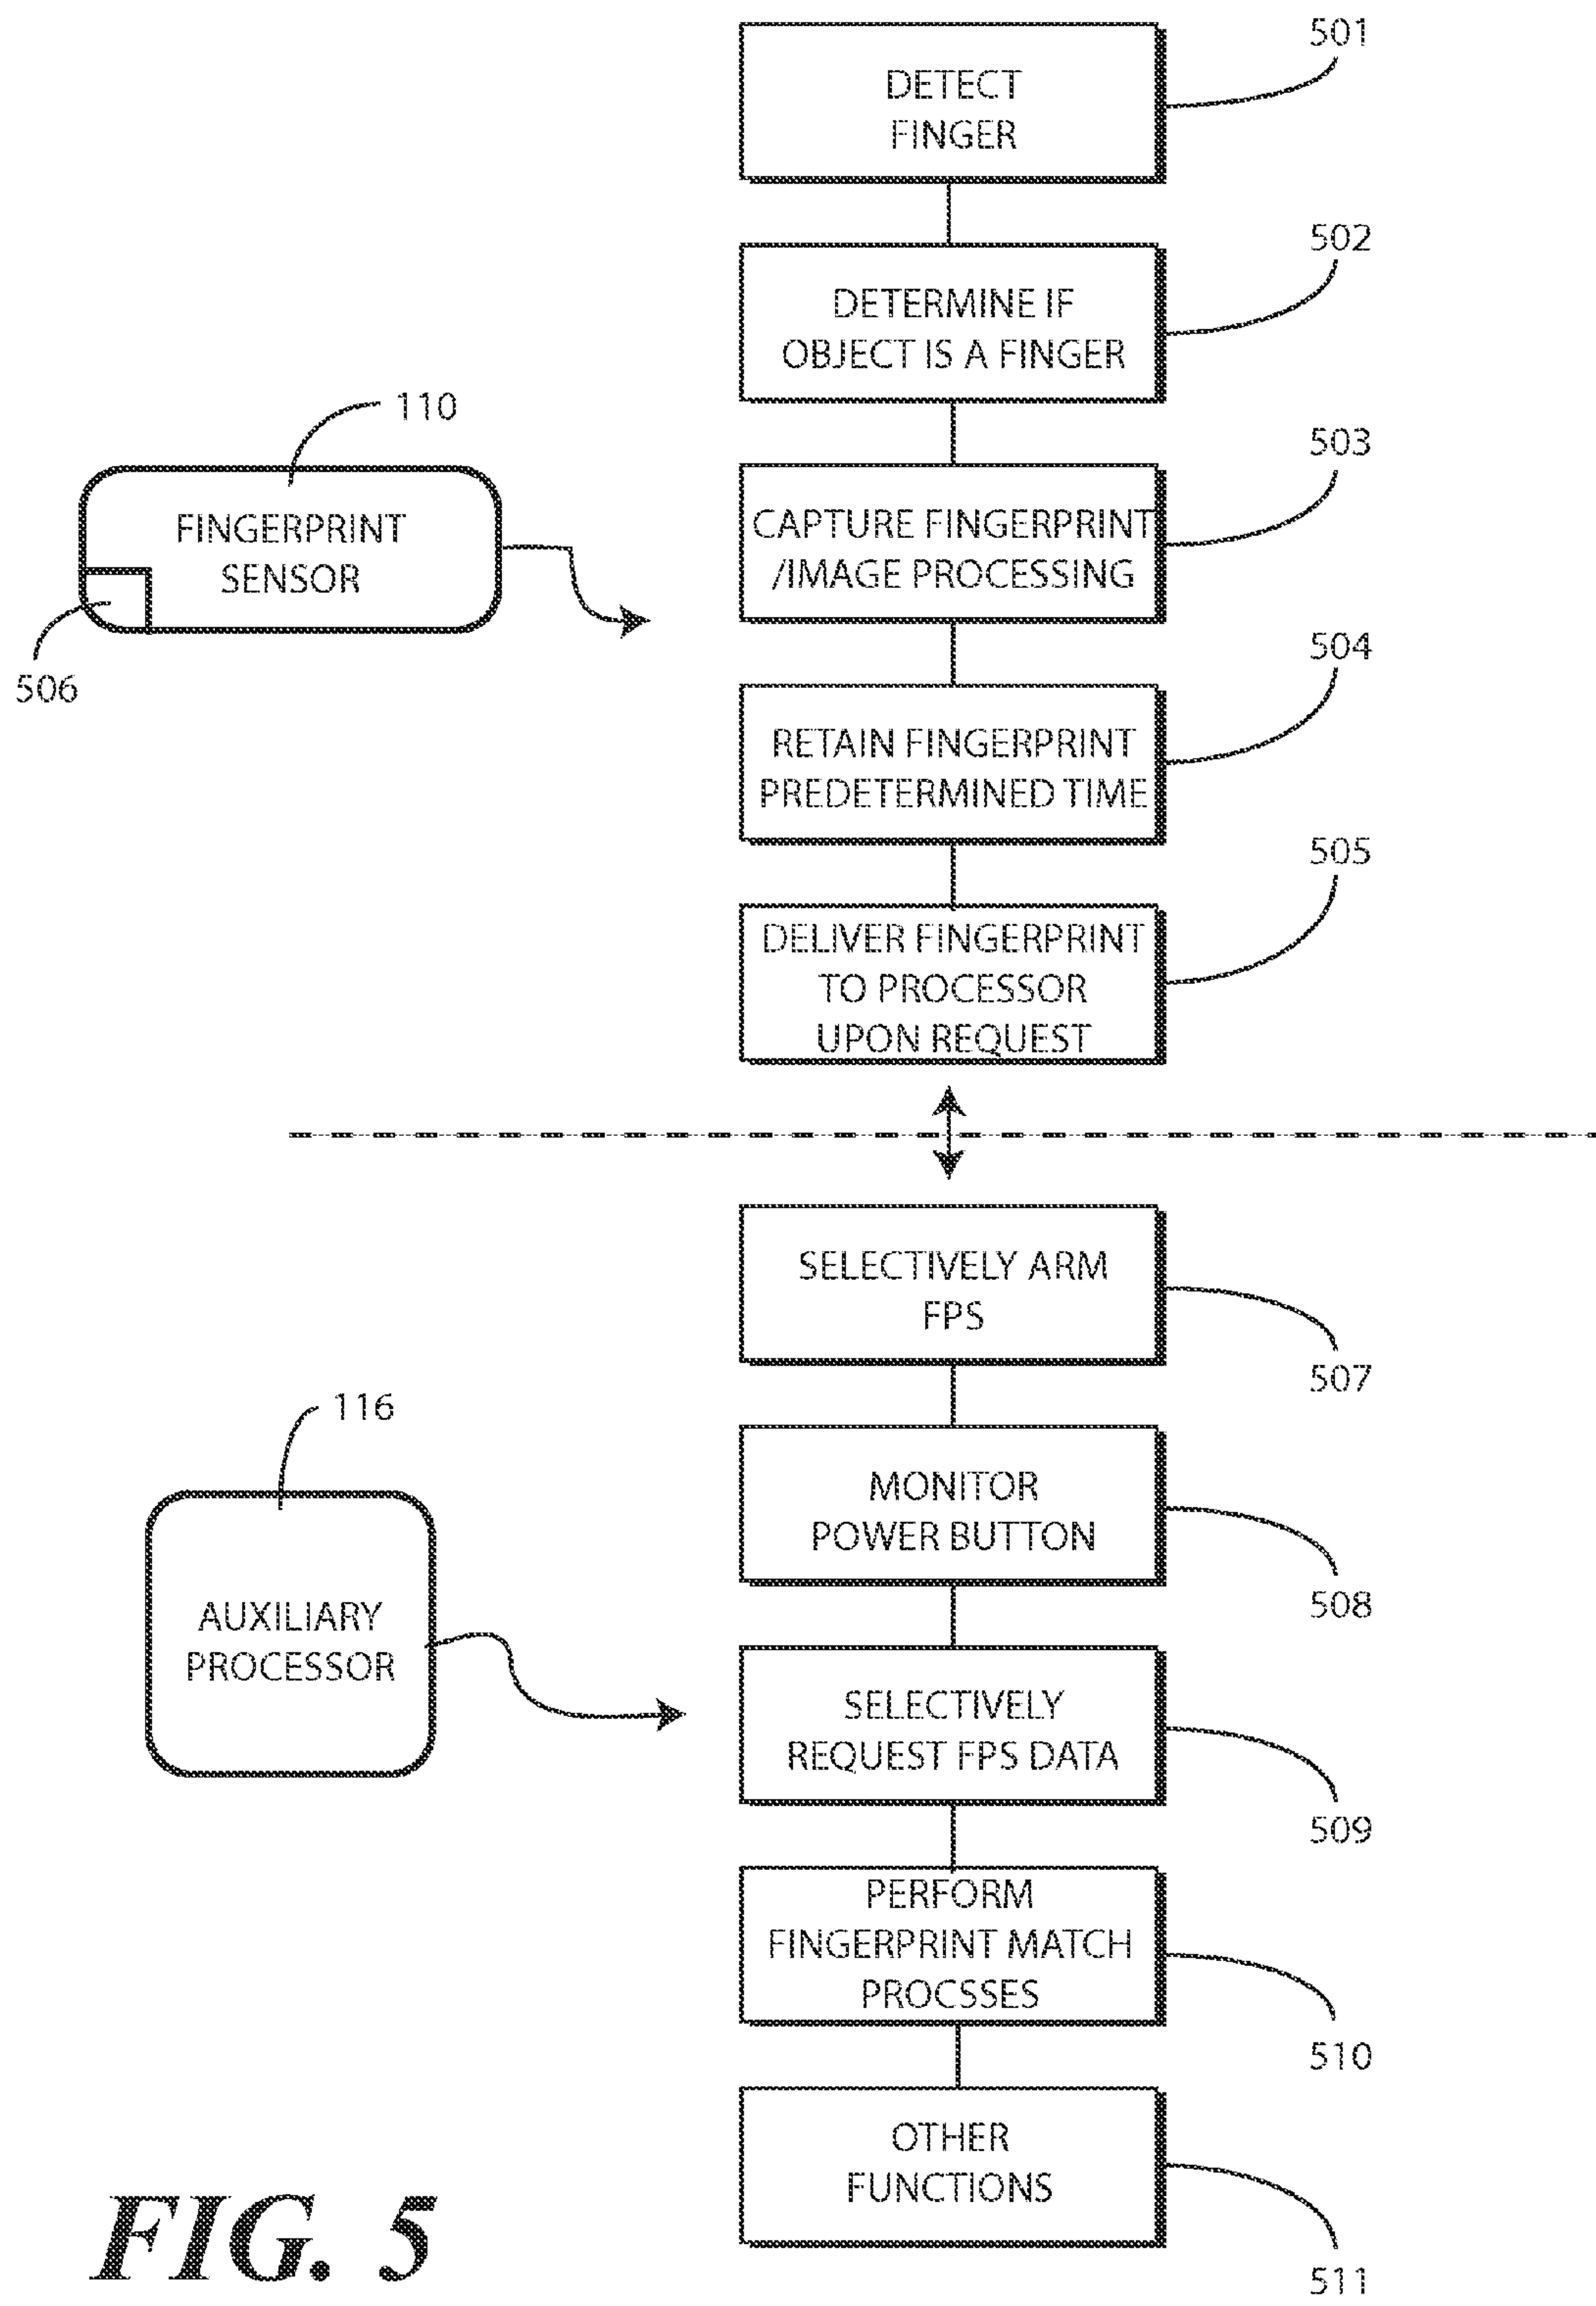 501
DETECT
FINGER
502
DETERMINE IF
OBJECT IS A FINGER
110
503
FINGERPRINT
SENSOR
CAPTURE FINGERPRINT
/IMAGE PROCESSING
506
504
RETAIN FINGERPRINT
PREDETERMINED TIME
505
DELIVER FINGERPRINT
TO PROCESSOR
UPON REQUEST
SELECTIVELY ARM
FPS
507
116
MONITOR
POWER BUTTON
508
AUXILIARY
PROCESSOR
SELECTIVELY
REQUEST FPS DATA
509
PERFORM
FINGERPRINT MATCH
PROCSSES
510
OTHER
FUNCTIONS
511
FIG. 5